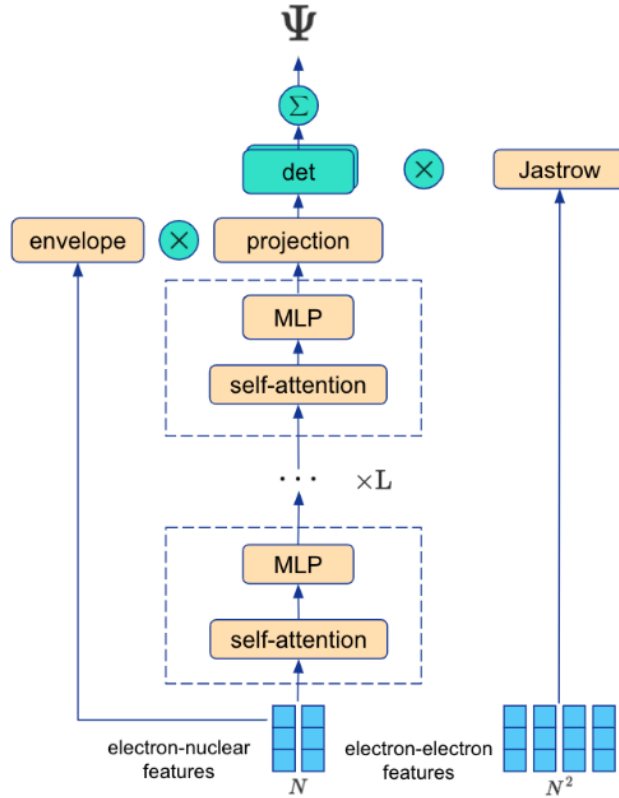 Ψ
Σ
det
×
Jastrow
envelope
×
projection
MLP
self-attention
... ×L
MLP
self-attention
electron-nuclear
features
N
electron-electron
features
N²